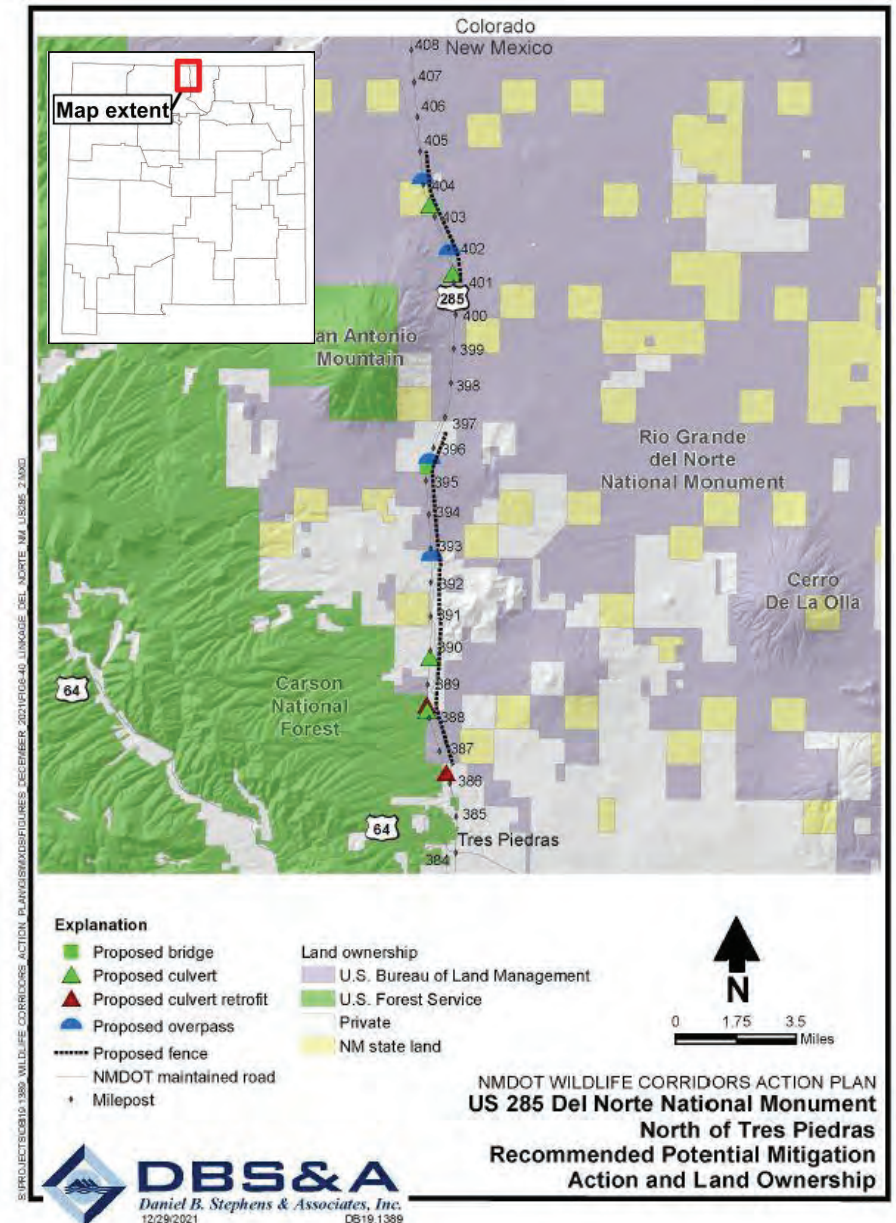 Colorado
New Mexico
Map extent
408
407
406
405
404
403
402
401
285
400
399
398
397
396
395
394
393
392
391
390
389
388
387
386
385
384
an Antonio
Mountain
Rio Grande
del Norte
National Monument
Cerro
De La Olla
Carson
National
Forest
64
64
Tres Piedras
Explanation
Proposed bridge
Proposed culvert
Proposed culvert retrofit
Proposed overpass
Proposed fence
NMDOT maintained road
Milepost
Land ownership
U.S. Bureau of Land Management
U.S. Forest Service
Private
NM state land
N
0 1.75 3.5
Miles
NMDOT WILDLIFE CORRIDORS ACTION PLAN
US 285 Del Norte National Monument
North of Tres Piedras
Recommended Potential Mitigation
Action and Land Ownership
DBS&A
Daniel B. Stephens & Associates, Inc.
12/29/2021 DB19.1389